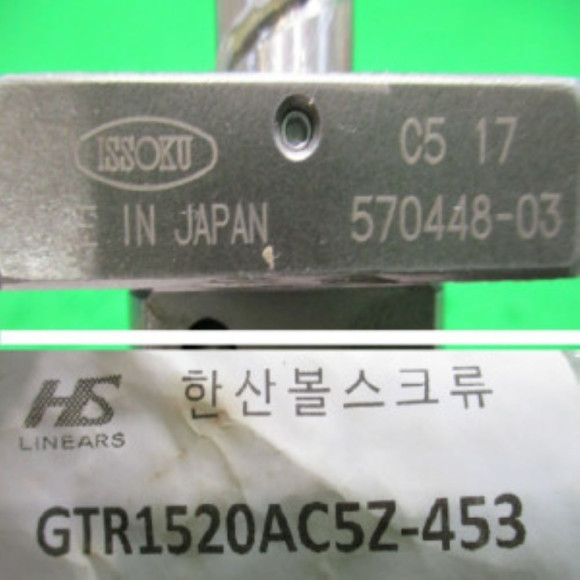 ISSOKU
C5 17
IN JAPAN
570448-03
HS
LINEARS
한산볼스크류
GTR1520AC5Z-453